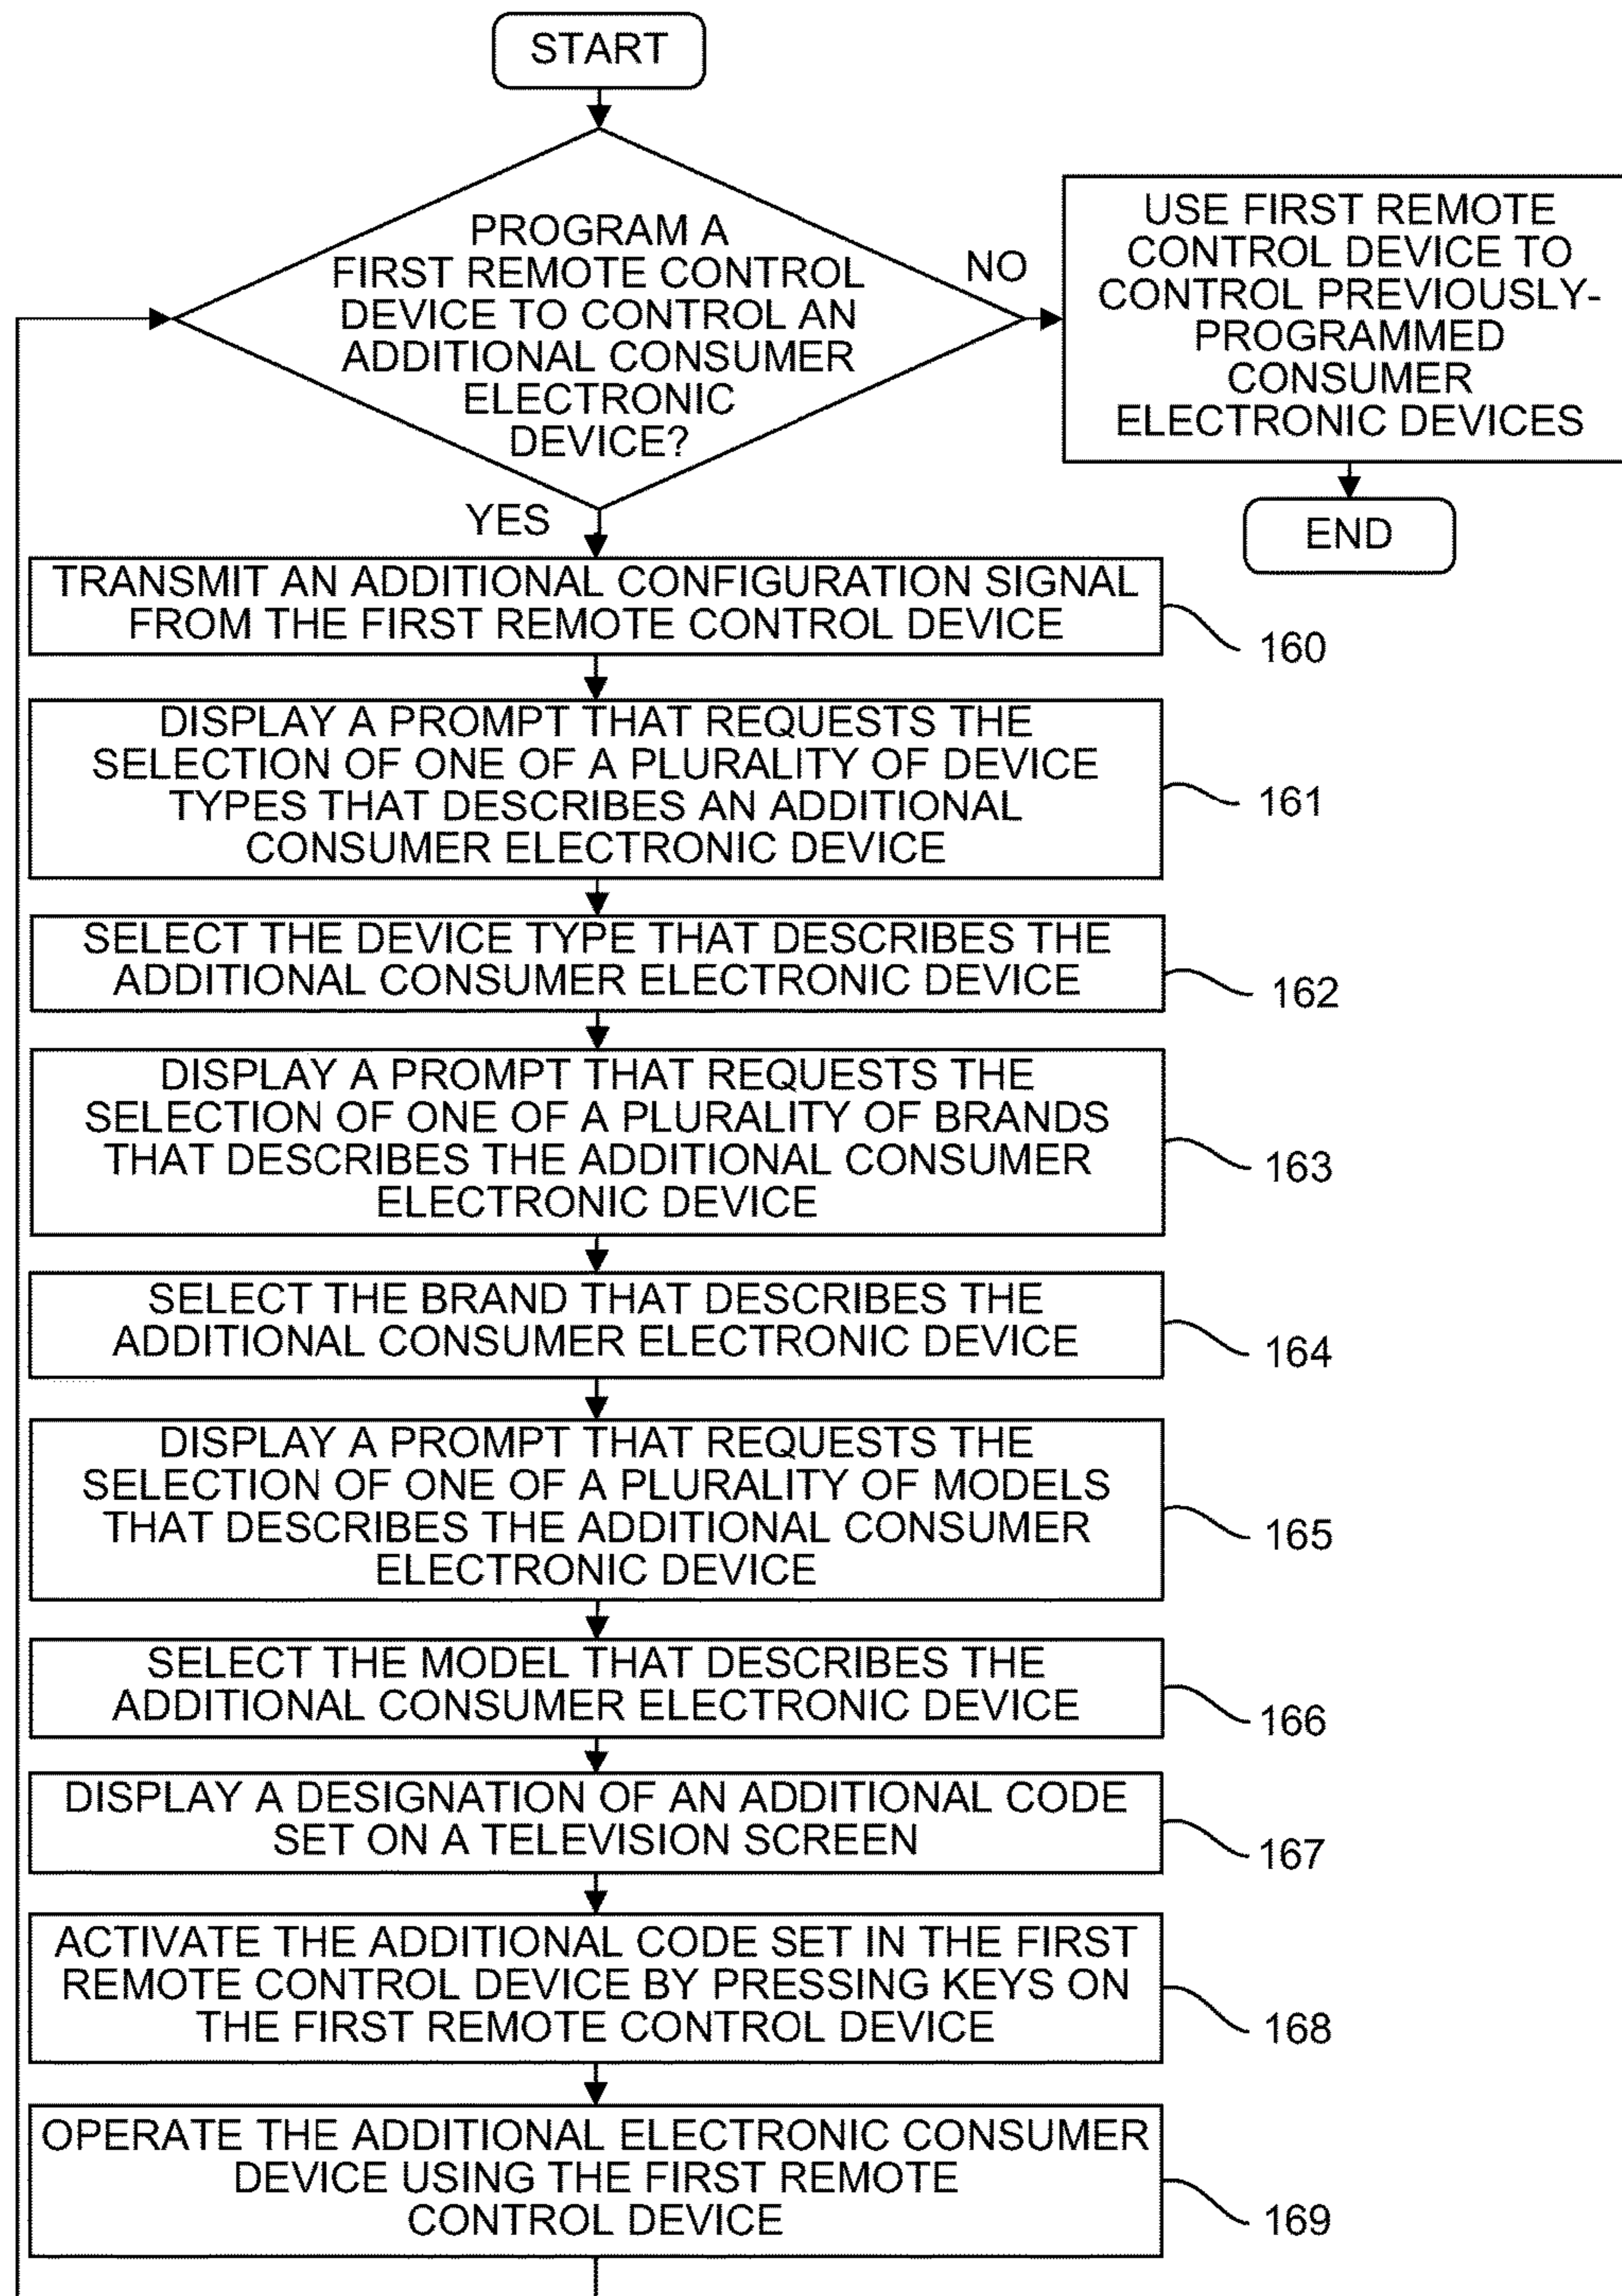 START
PROGRAM A
FIRST REMOTE CONTROL
DEVICE TO CONTROL AN
ADDITIONAL CONSUMER
ELECTRONIC
DEVICE?
NO
USE FIRST REMOTE
CONTROL DEVICE TO
CONTROL PREVIOUSLY-
PROGRAMMED
CONSUMER
ELECTRONIC DEVICES
END
YES
TRANSMIT AN ADDITIONAL CONFIGURATION SIGNAL
FROM THE FIRST REMOTE CONTROL DEVICE
160
DISPLAY A PROMPT THAT REQUESTS THE
SELECTION OF ONE OF A PLURALITY OF DEVICE
TYPES THAT DESCRIBES AN ADDITIONAL
CONSUMER ELECTRONIC DEVICE
161
SELECT THE DEVICE TYPE THAT DESCRIBES THE
ADDITIONAL CONSUMER ELECTRONIC DEVICE
162
DISPLAY A PROMPT THAT REQUESTS THE
SELECTION OF ONE OF A PLURALITY OF BRANDS
THAT DESCRIBES THE ADDITIONAL CONSUMER
ELECTRONIC DEVICE
163
SELECT THE BRAND THAT DESCRIBES THE
ADDITIONAL CONSUMER ELECTRONIC DEVICE
164
DISPLAY A PROMPT THAT REQUESTS THE
SELECTION OF ONE OF A PLURALITY OF MODELS
THAT DESCRIBES THE ADDITIONAL CONSUMER
ELECTRONIC DEVICE
165
SELECT THE MODEL THAT DESCRIBES THE
ADDITIONAL CONSUMER ELECTRONIC DEVICE
166
DISPLAY A DESIGNATION OF AN ADDITIONAL CODE
SET ON A TELEVISION SCREEN
167
ACTIVATE THE ADDITIONAL CODE SET IN THE FIRST
REMOTE CONTROL DEVICE BY PRESSING KEYS ON
THE FIRST REMOTE CONTROL DEVICE
168
OPERATE THE ADDITIONAL ELECTRONIC CONSUMER
DEVICE USING THE FIRST REMOTE
CONTROL DEVICE
169